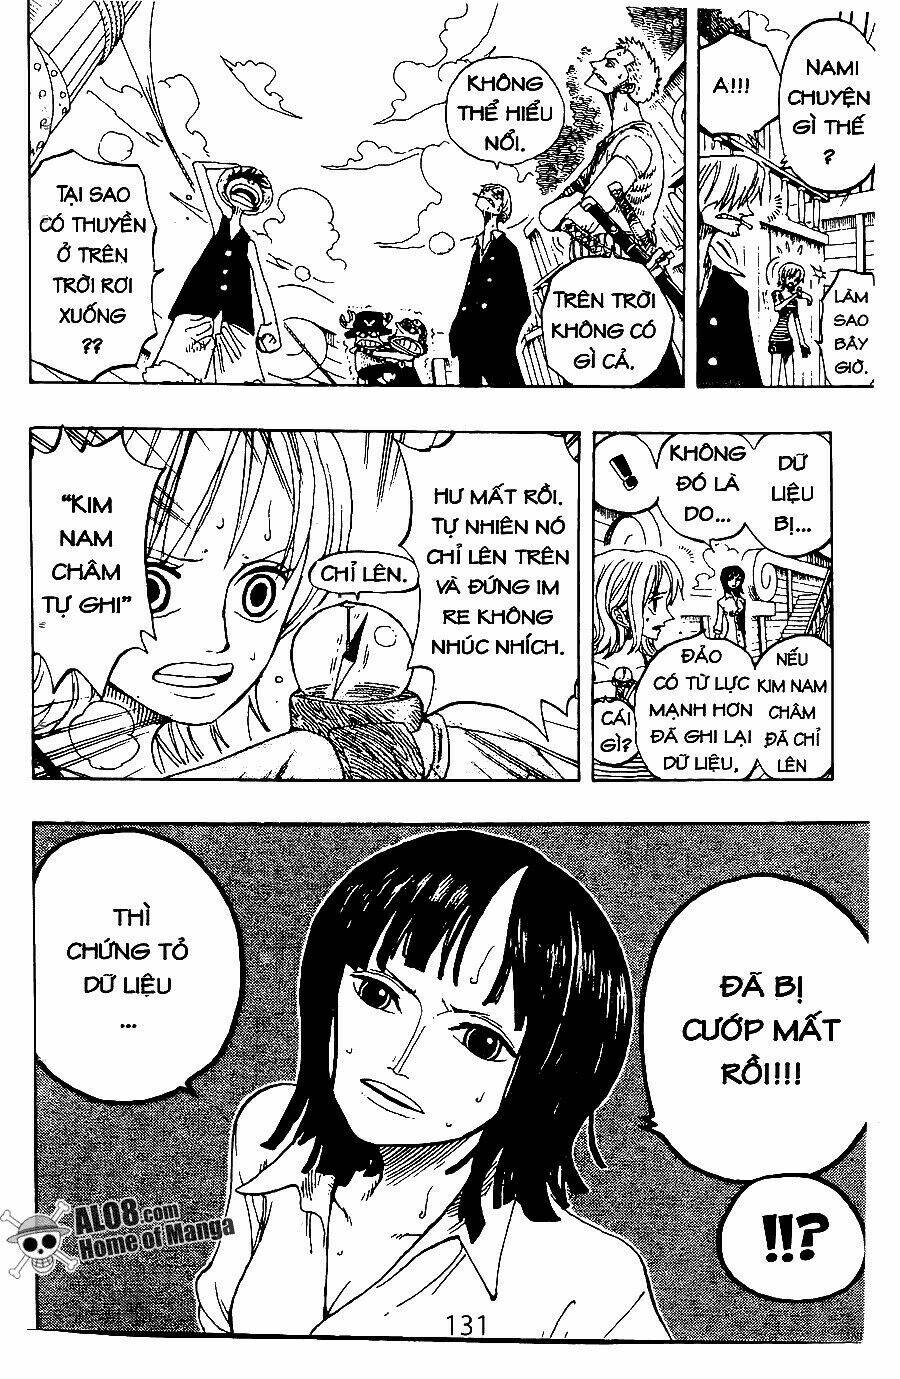 KHÔNG
THỂ HIỂU
NỔI.
TẠI SAO
CÓ THUYỀN
Ở TRÊN
TRỜI RƠI
XUỐNG
??
TRÊN TRỜI
KHÔNG CÓ
GÌ CẢ.
NAMI
CHUYỆN
GÌ THẾ
?
A!!!
LÀM
SAO
BÂY
GIỜ.
"KIM
NAM
CHÂM
TỰ GHI"
CHỈ LÊN.
HƯ MẤT RỒI.
TỰ NHIÊN NÓ
CHỈ LÊN TRÊN
VÀ ĐỨNG IM
RE KHÔNG
NHÚC NHÍCH.
!
KHÔNG
ĐÓ LÀ
DO...
DỮ
LIỆU
BỊ...
CÁI
GÌ?
ĐẢO
CÓ TỪ LỰC
MẠNH HƠN
ĐÃ GHI LẠI
DỮ LIỆU,
NẾU
KIM NAM
CHÂM
ĐÃ CHỈ
LÊN
THÌ
CHỨNG TỎ
DỮ LIỆU
...
ĐÃ BỊ
CƯỚP MẤT
RỒI!!!
!!?
AL08.com
Home of Manga
131